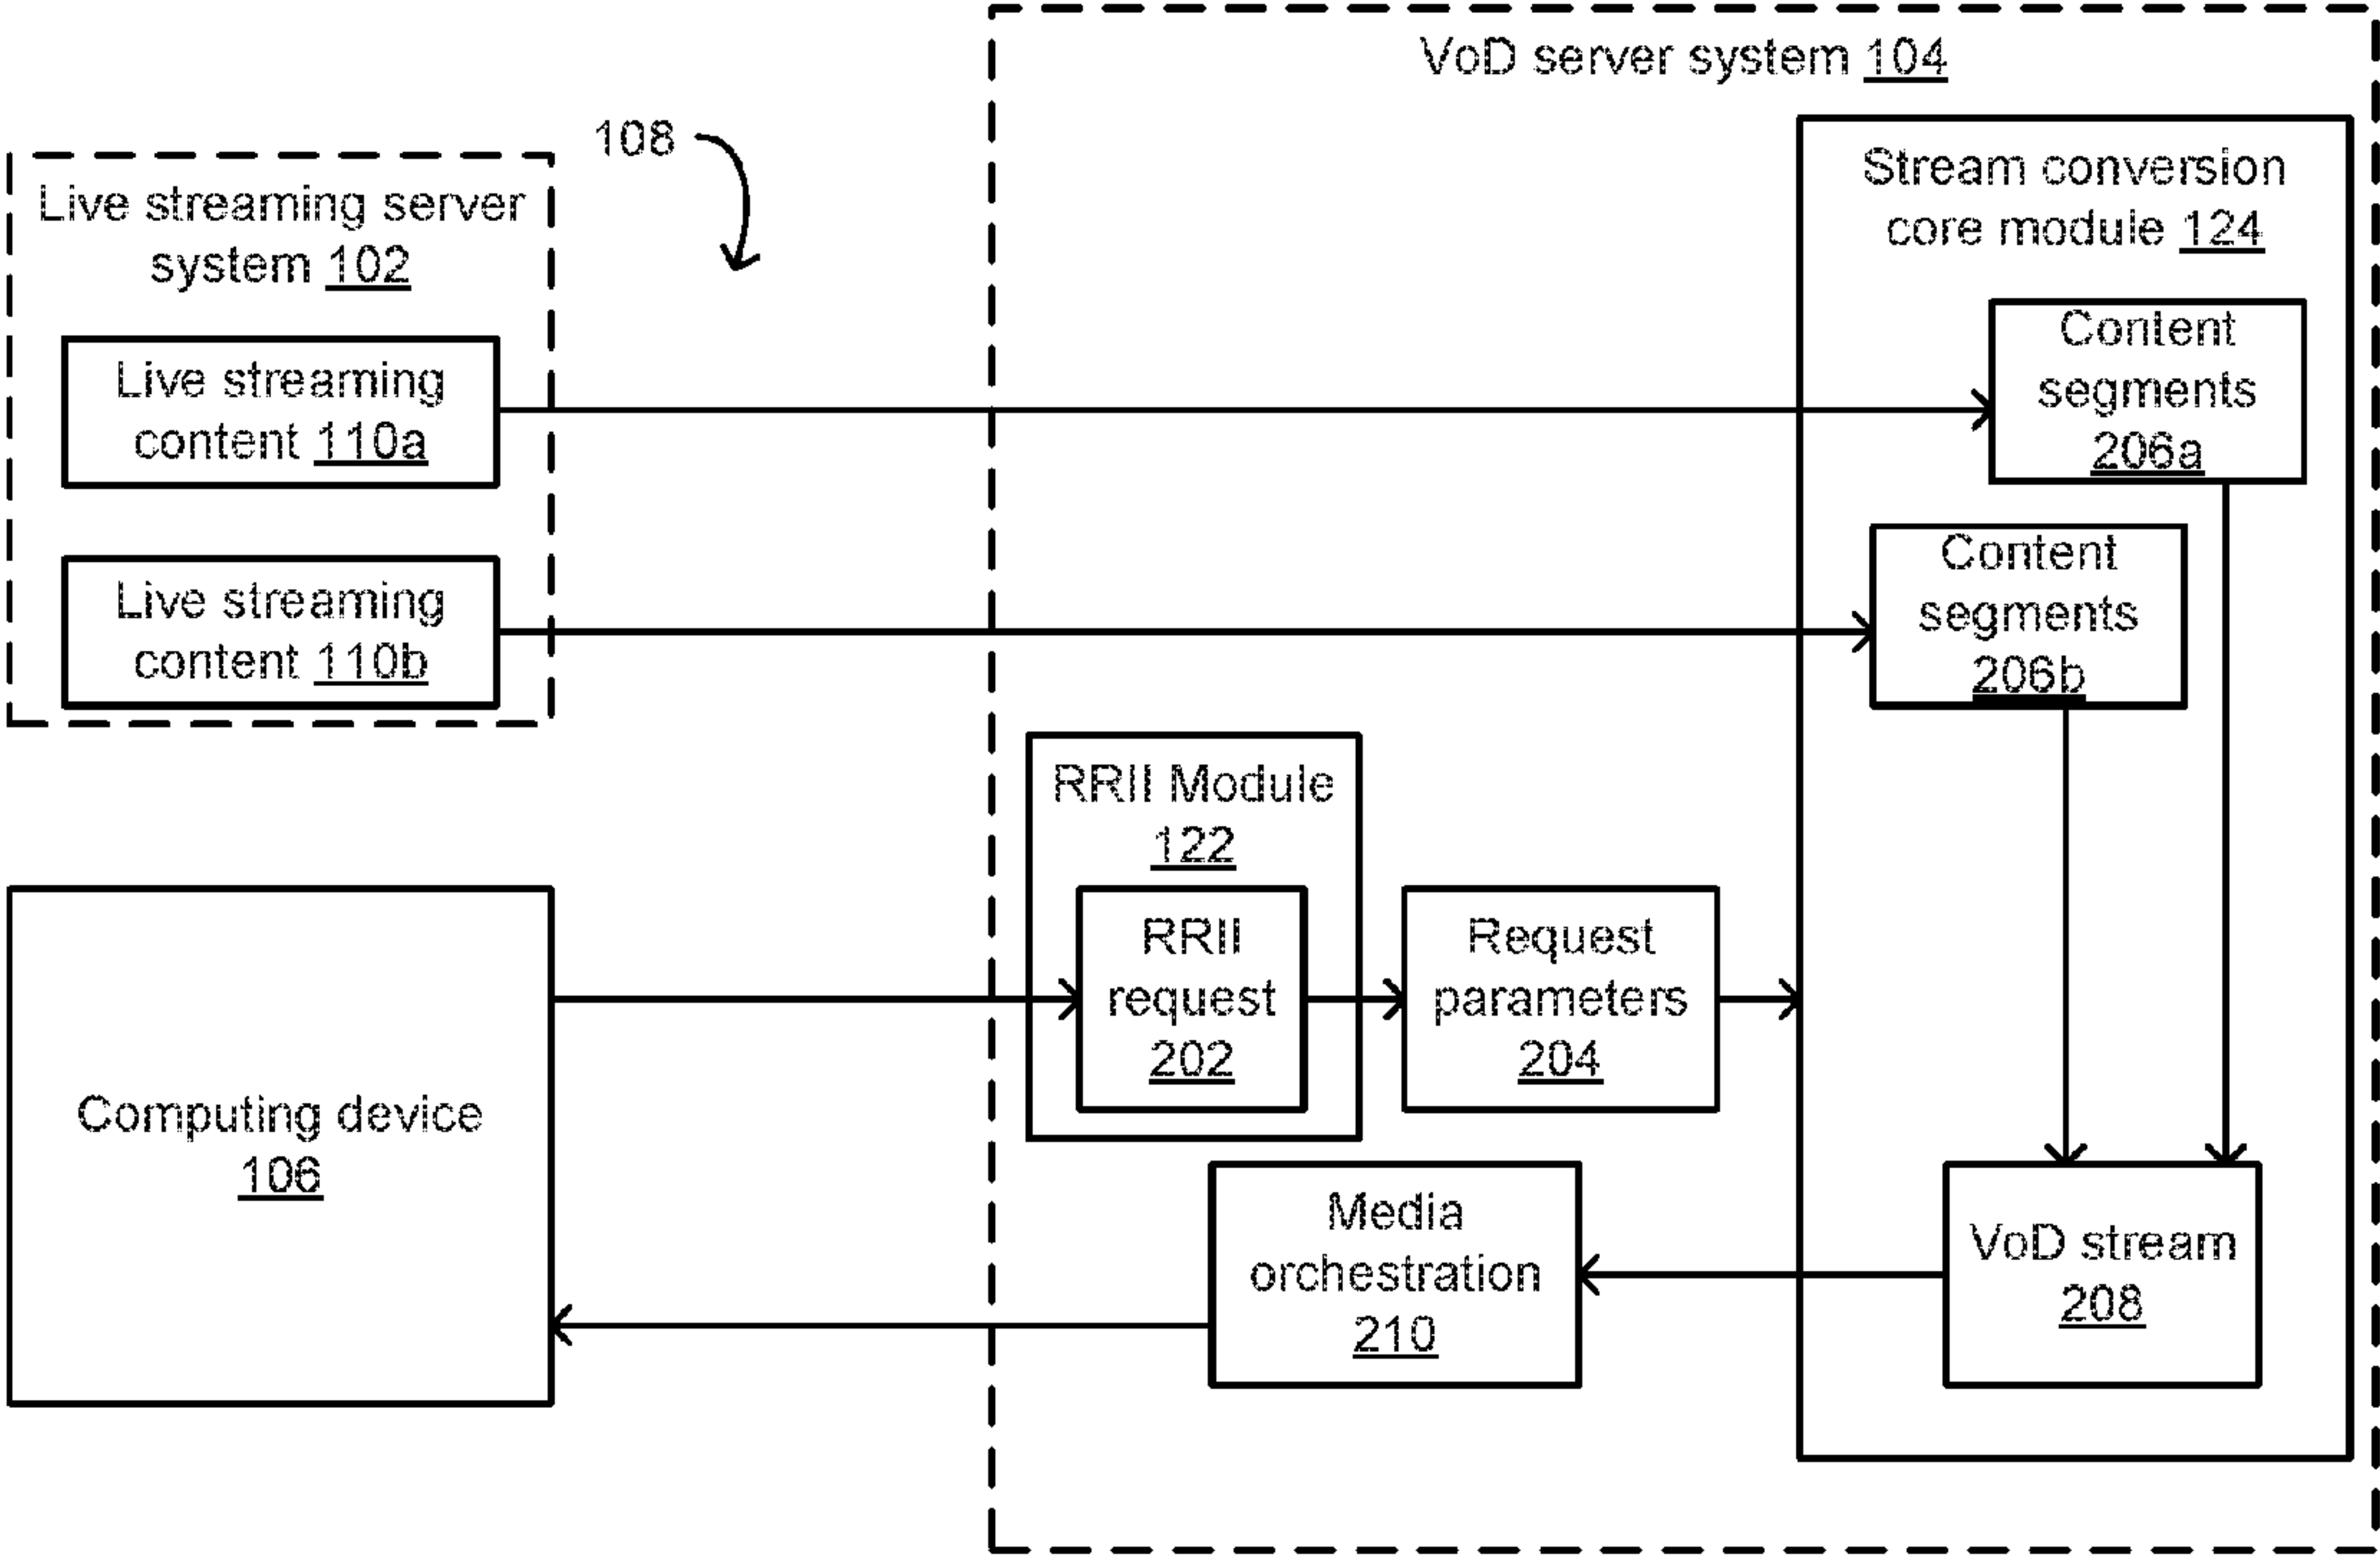 VoD server system 104
108
Live streaming server
system 102
Live streaming
content 110a
Live streaming
content 110b
Stream conversion
core module 124
Content
segments
206a
Content
segments
206b
RRII Module
122
RRII
request
202
Request
parameters
204
Computing device
106
Media
orchestration
210
VoD stream
208